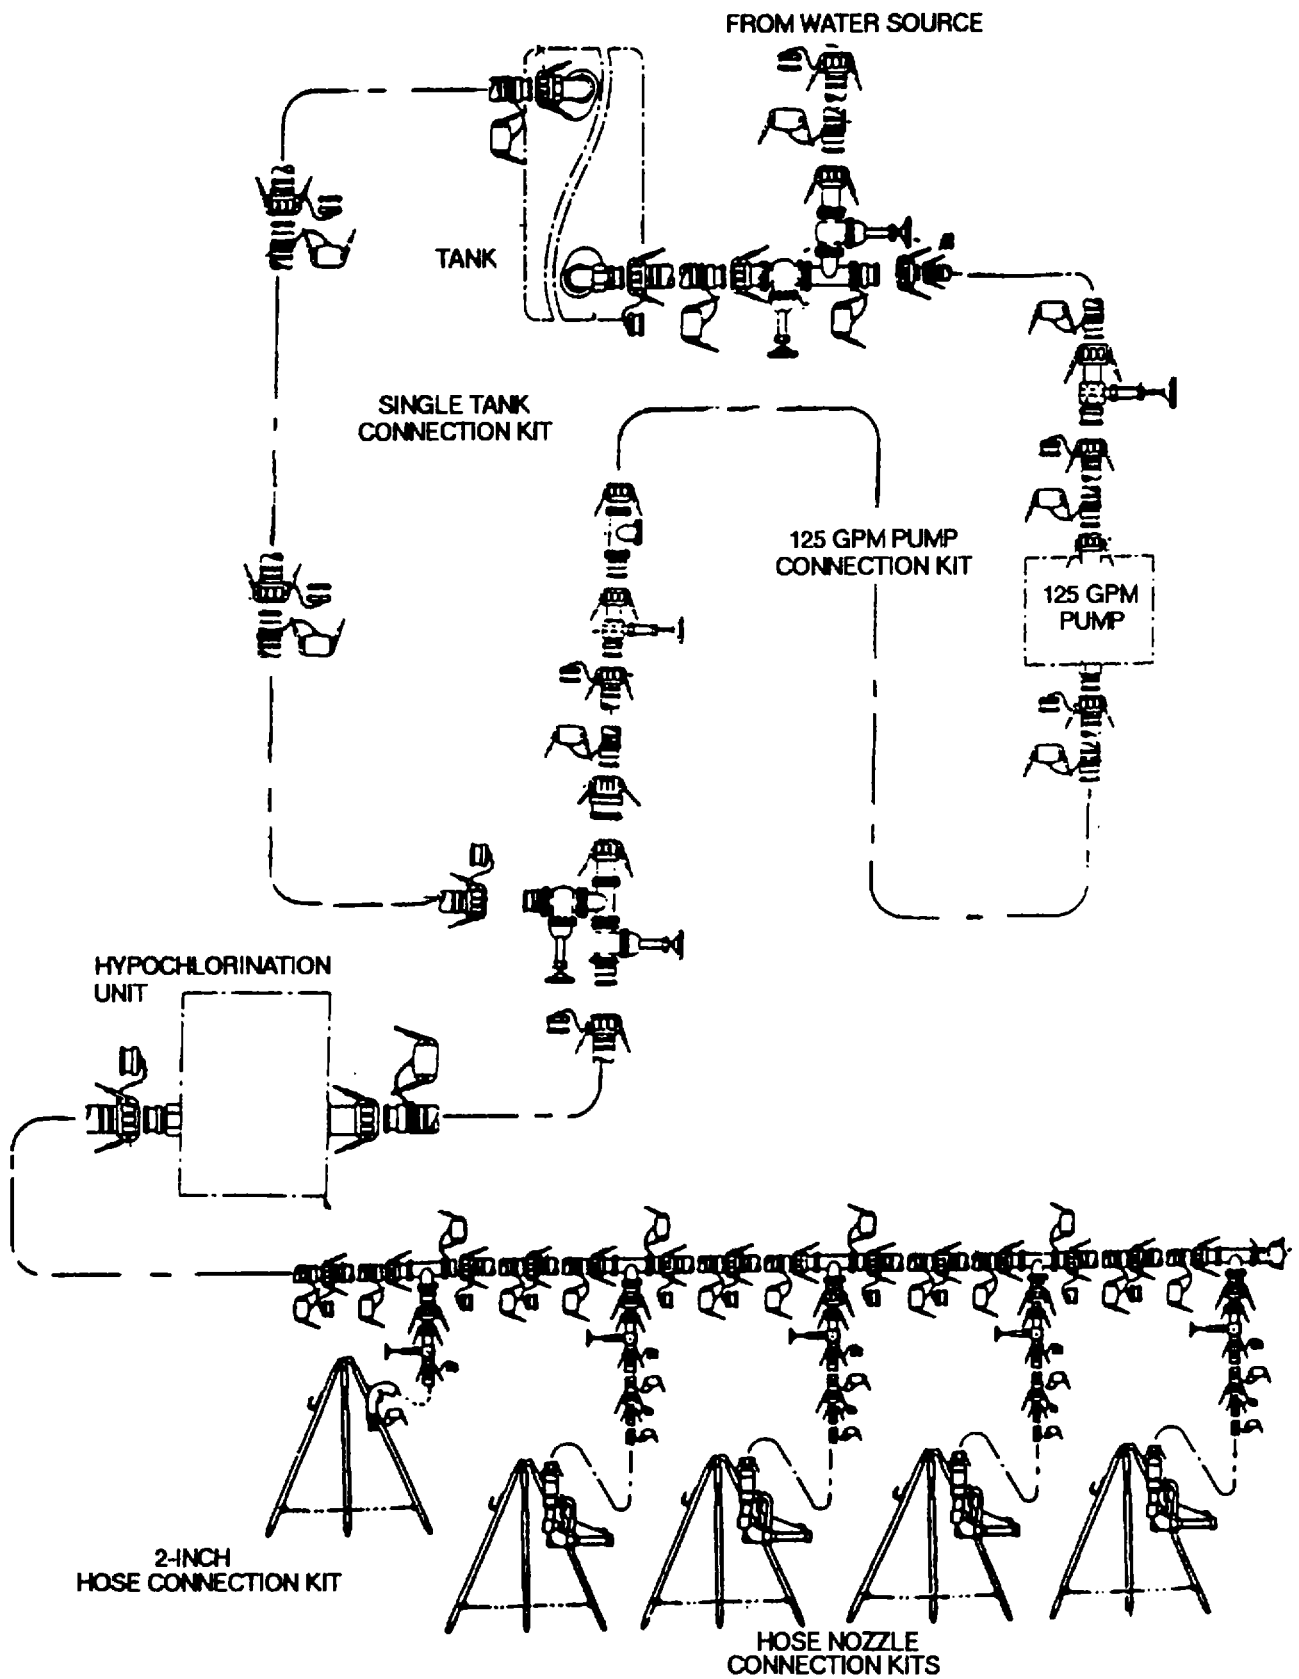 FROM WATER SOURCE
TANK
SINGLE TANK
CONNECTION KIT
125 GPM PUMP
CONNECTION KIT
125 GPM
PUMP
HYPOCHLORINATION
UNIT
2-INCH
HOSE CONNECTION KIT
HOSE NOZZLE
CONNECTION KITS